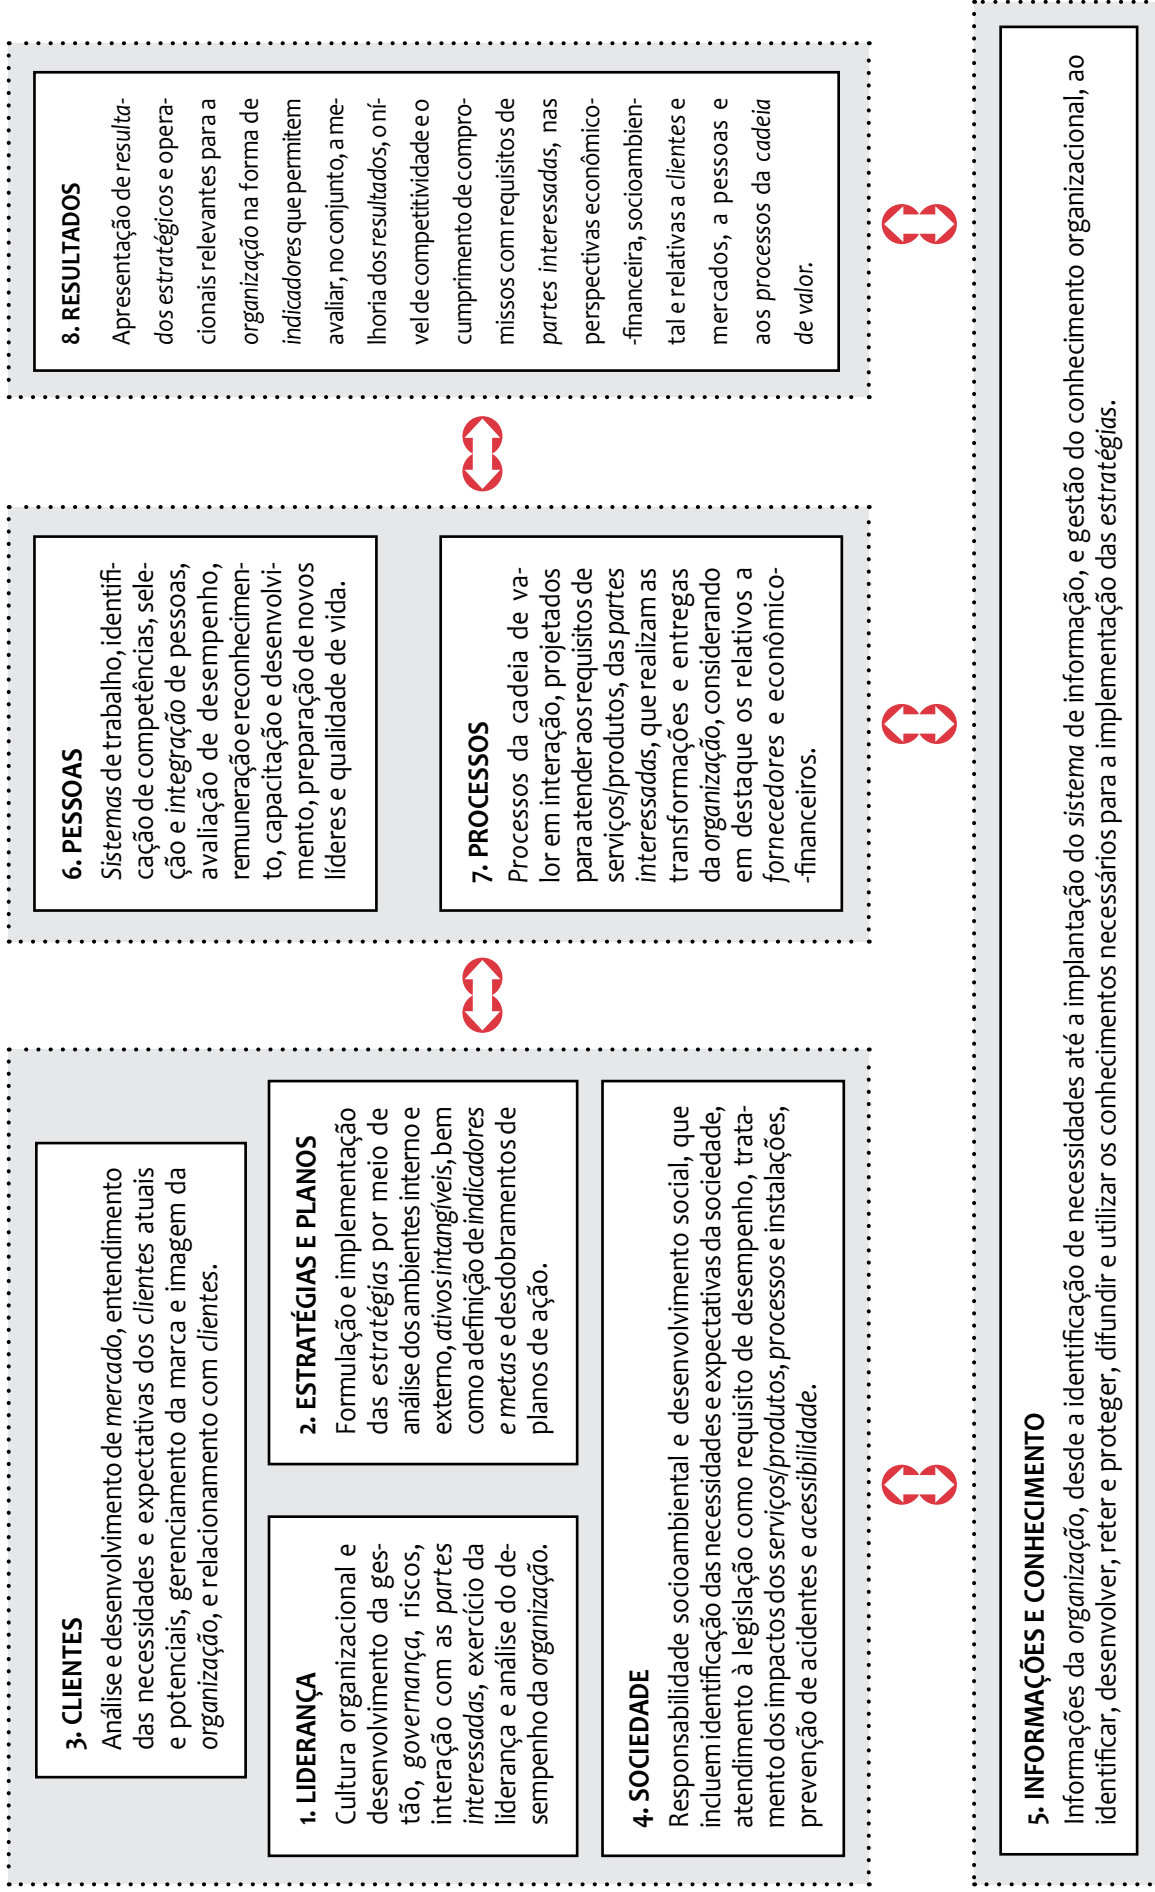 3. CLIENTES
Análise e desenvolvimento de mercado, entendimento
das necessidades e expectativas dos clientes atuais
e potenciais, gerenciamento da marca e imagem da
organização, e relacionamento com clientes.
1. LIDERANÇA
Cultura organizacional e
desenvolvimento da ges-
tão, governança, riscos,
interação com as partes
interessadas, exercício da
liderança e análise do de-
sempenho da organização.
2. ESTRATÉGIAS E PLANOS
Formulação e implementação
das estratégias por meio de
análise dos ambientes interno e
externo, ativos intangíveis, bem
como a definição de indicadores
e metas e desdobramentos de
planos de ação.
4. SOCIEDADE
Responsabilidade socioambiental e desenvolvimento social, que
incluem identificação das necessidades e expectativas da sociedade,
atendimento à legislação como requisito de desempenho, trata-
mento dos impactos dos serviços/produtos, processos e instalações,
prevenção de acidentes e acessibilidade.
6. PESSOAS
Sistemas de trabalho, identifi-
cação de competências, sele-
ção e integração de pessoas,
avaliação de desempenho,
remuneração e reconhecimen-
to, capacitação e desenvolvi-
mento, preparação de novos
líderes e qualidade de vida.
7. PROCESSOS
Processos da cadeia de va-
lor em interação, projetados
para atender aos requisitos de
serviços/produtos, das partes
interessadas, que realizam as
transformações e entregas
da organização, considerando
em destaque os relativos a
fornecedores e econômico-
-financeiros.
8. RESULTADOS
Apresentação de resulta-
dos estratégicos e opera-
cionais relevantes para a
organização na forma de
indicadores que permitem
avaliar, no conjunto, a me-
lhoria dos resultados, o ní-
vel de competitividade e o
cumprimento de compro-
missos com requisitos de
partes interessadas, nas
perspectivas econômico-
-financeira, socioambien-
tal e relativas a clientes e
mercados, a pessoas e
aos processos da cadeia
de valor.
5. INFORMAÇÕES E CONHECIMENTO
Informações da organização, desde a identificação de necessidades até a implantação do sistema de informação, e gestão do conhecimento organizacional, ao
identificar, desenvolver, reter e proteger, difundir e utilizar os conhecimentos necessários para a implementação das estratégias.